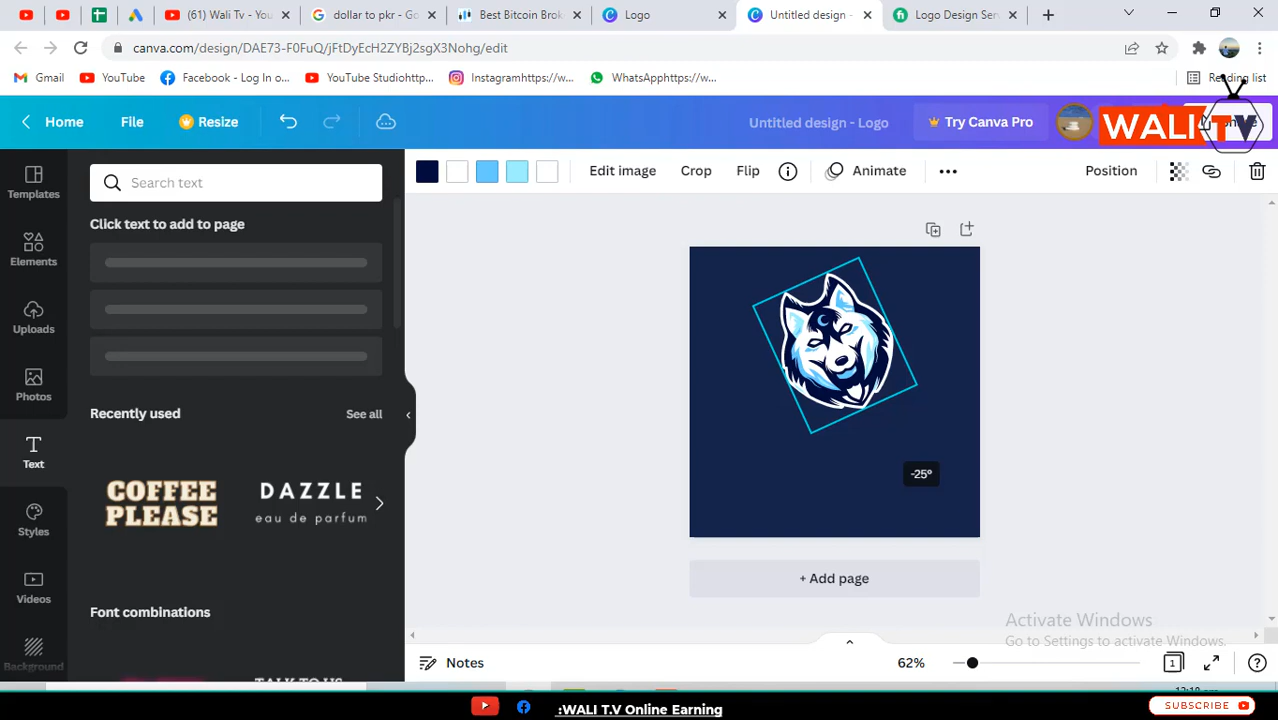 (61) Wali Tv - You
dollar to pkr - Go
Best Bitcoin Brok
Logo
Untitled design -
Logo Design Ser
canva.com/design/DAE73-F0FuQ/jFtDyEcH2ZYBj2sgX3Nohg/edit
Gmail
YouTube
Facebook - Log In o...
YouTube Studiohttp...
Instagramhttps://w...
WhatsApphttps://w...
Reading list
Home
File
Resize
Untitled design - Logo
Try Canva Pro
WALI TV
Templates
Search text
Edit image
Crop
Flip
Animate
Position
Click text to add to page
Elements
Uploads
Photos
Recently used
See all
Text
COFFEE
PLEASE
DAZZLE
eau de parfum
-25°
Styles
Videos
+ Add page
Font combinations
Background
TALK TO US
Activate Windows
Go to Settings to activate Windows.
Notes
62%
1
:WALI T.V Online Earning
SUBSCRIBE